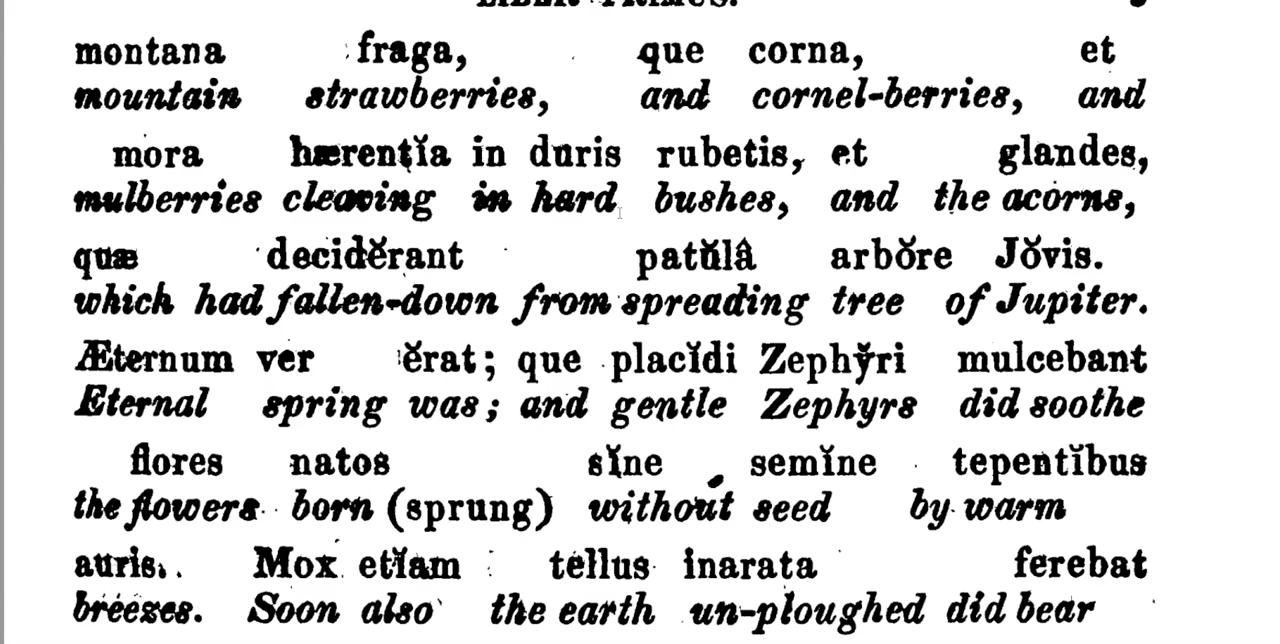 LIBER PRIMUS.
montana fraga, que corna, et
mountain strawberries, and cornel-berries, and
mora hærentĭa in duris rubetis, et glandes,
mulberries cleaving in hard bushes, and the acorns,
quæ decidĕrant patŭlâ arbŏre Jŏvis.
which had fallen-down from spreading tree of Jupiter.
Æternum ver ĕrat; que placĭdi Zephy̆ri mulcebant
Eternal spring was; and gentle Zephyrs did soothe
flores natos sĭne semĭne tepentĭbus
the flowers born (sprung) without seed by warm
auris. Mox etĭam tellus inarata ferebat
breezes. Soon also the earth un-ploughed did bear